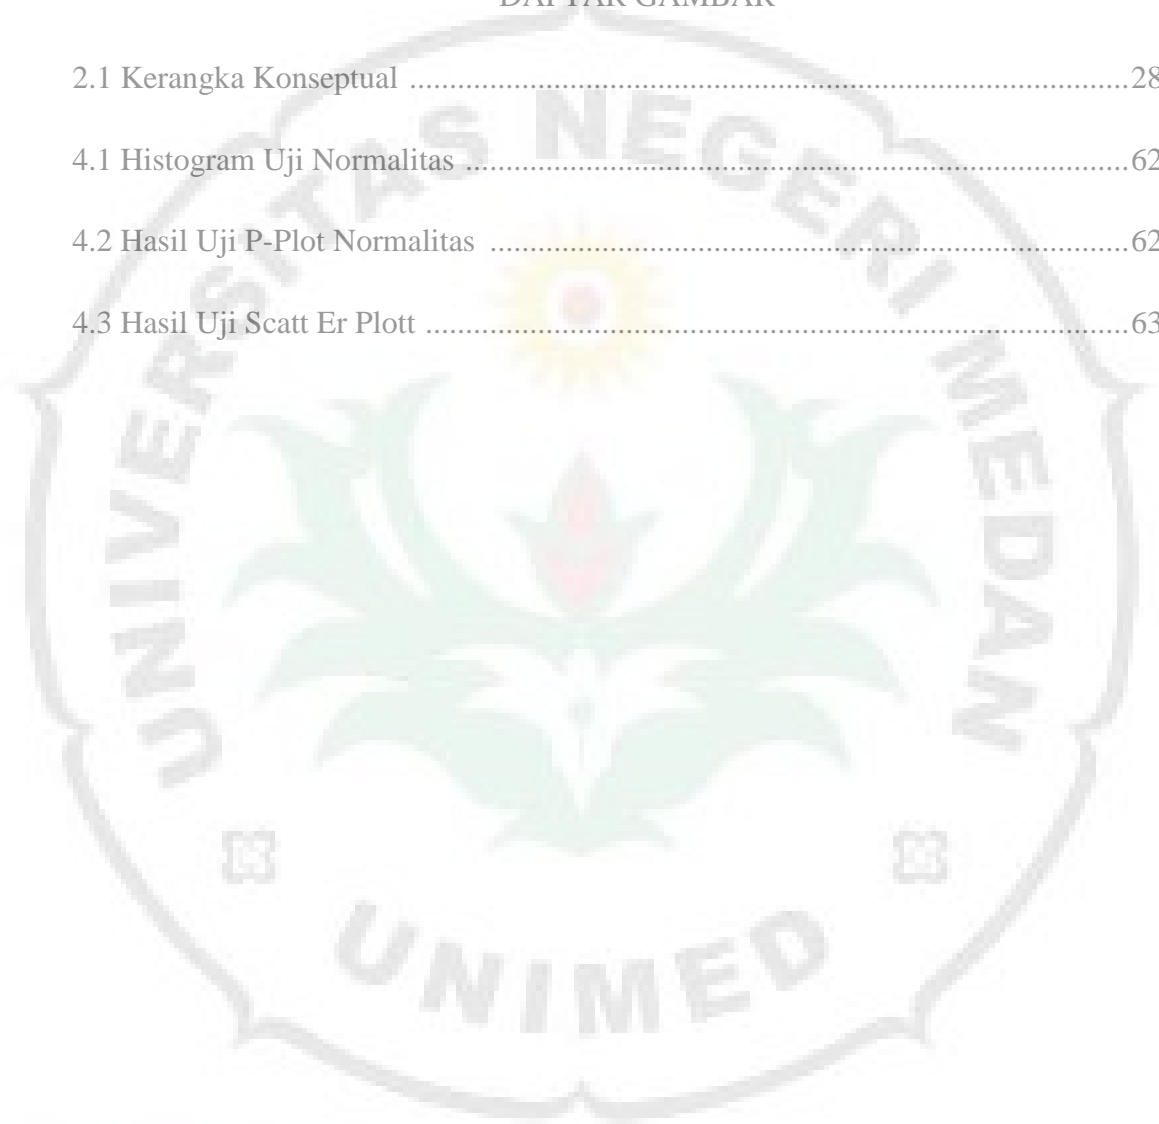 DAFTAR GAMBAR
2.1 Kerangka Konseptual ........................................................................................ 28
4.1 Histogram Uji Normalitas ................................................................................. 62
4.2 Hasil Uji P-Plot Normalitas .............................................................................. 62
4.3 Hasil Uji Scatt Er Plott ...................................................................................... 63
UNIVERSITAS NEGERI MEDAN
UNIMED